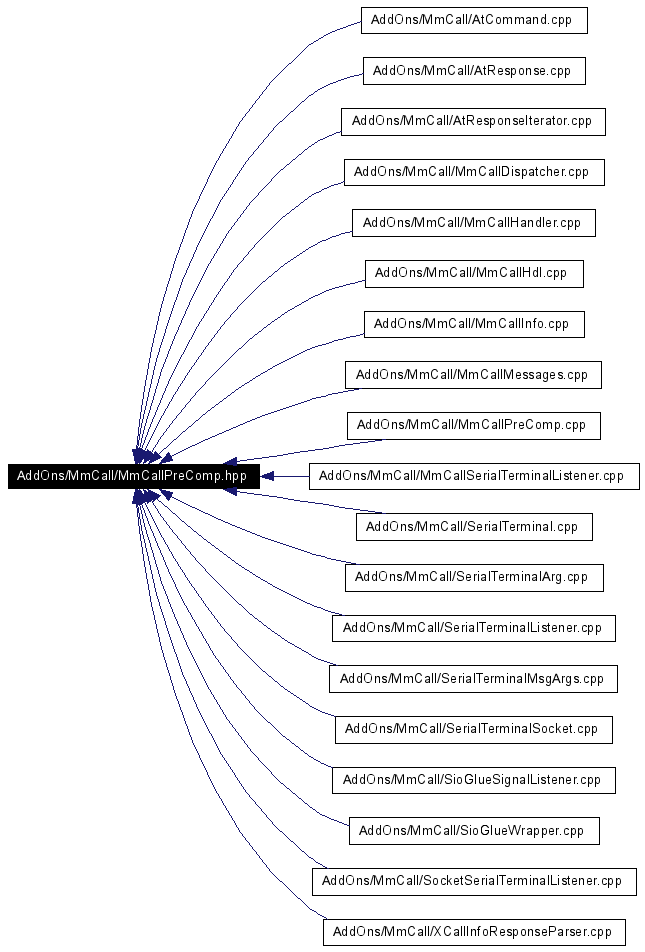 AddOns/MmCall/AtCommand.cpp
AddOns/MmCall/AtResponse.cpp
AddOns/MmCall/AtResponseIterator.cpp
AddOns/MmCall/MmCallDispatcher.cpp
AddOns/MmCall/MmCallHandler.cpp
AddOns/MmCall/MmCallHdl.cpp
AddOns/MmCall/MmCallInfo.cpp
AddOns/MmCall/MmCallMessages.cpp
AddOns/MmCall/MmCallPreComp.cpp
AddOns/MmCall/MmCallPreComp.hpp
AddOns/MmCall/MmCallSerialTerminalListener.cpp
AddOns/MmCall/SerialTerminal.cpp
AddOns/MmCall/SerialTerminalArg.cpp
AddOns/MmCall/SerialTerminalListener.cpp
AddOns/MmCall/SerialTerminalMsgArgs.cpp
AddOns/MmCall/SerialTerminalSocket.cpp
AddOns/MmCall/SioGlueSignalListener.cpp
AddOns/MmCall/SioGlueWrapper.cpp
AddOns/MmCall/SocketSerialTerminalListener.cpp
AddOns/MmCall/XCallInfoResponseParser.cpp